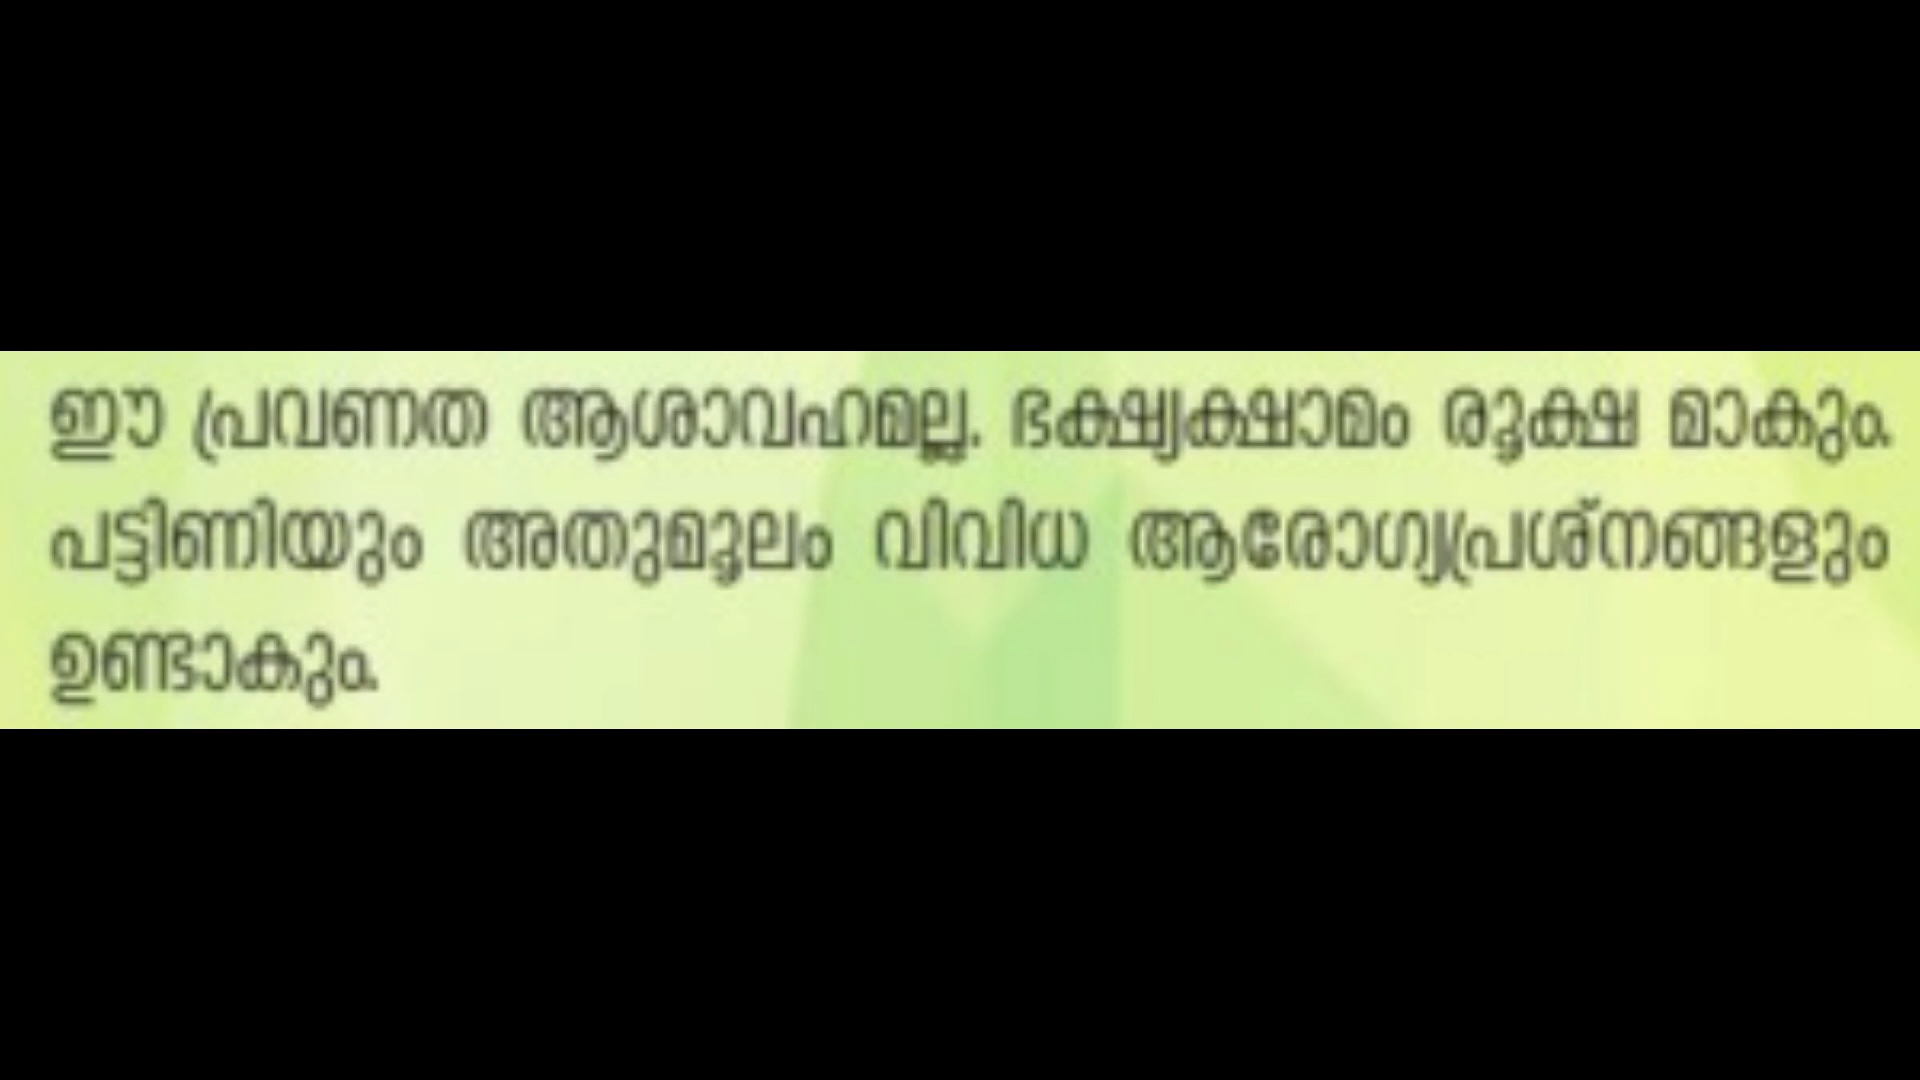 ഈ പ്രവണത ആശാവഹമല്ല. ഭക്ഷ്യക്ഷാമം രൂക്ഷ മാകും.
പട്ടിണിയും അതുമൂലം വിവിധ ആരോഗ്യപ്രശ്നങ്ങളും
ഉണ്ടാകും.